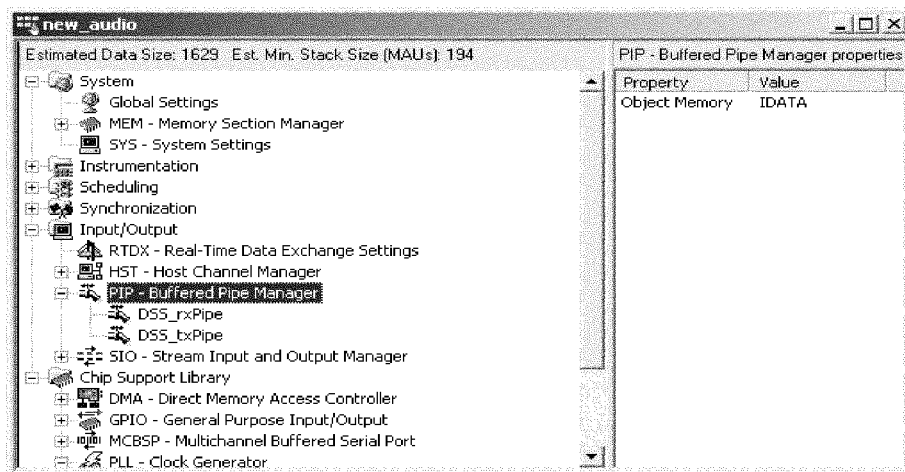 new_audio
Estimated Data Size: 1629 Est. Min. Stack Size (MAUs): 194
PIP - Buffered Pipe Manager properties
Property Value
Object Memory IDATA
System
Global Settings
MEM - Memory Section Manager
SYS - System Settings
Instrumentation
Scheduling
Synchronization
Input/Output
RTDX - Real-Time Data Exchange Settings
HST - Host Channel Manager
PIP - Buffered Pipe Manager
DSS_rxPipe
DSS_txPipe
SIO - Stream Input and Output Manager
Chip Support Library
DMA - Direct Memory Access Controller
GPIO - General Purpose Input/Output
MCBSP - Multichannel Buffered Serial Port
PLL - Clock Generator